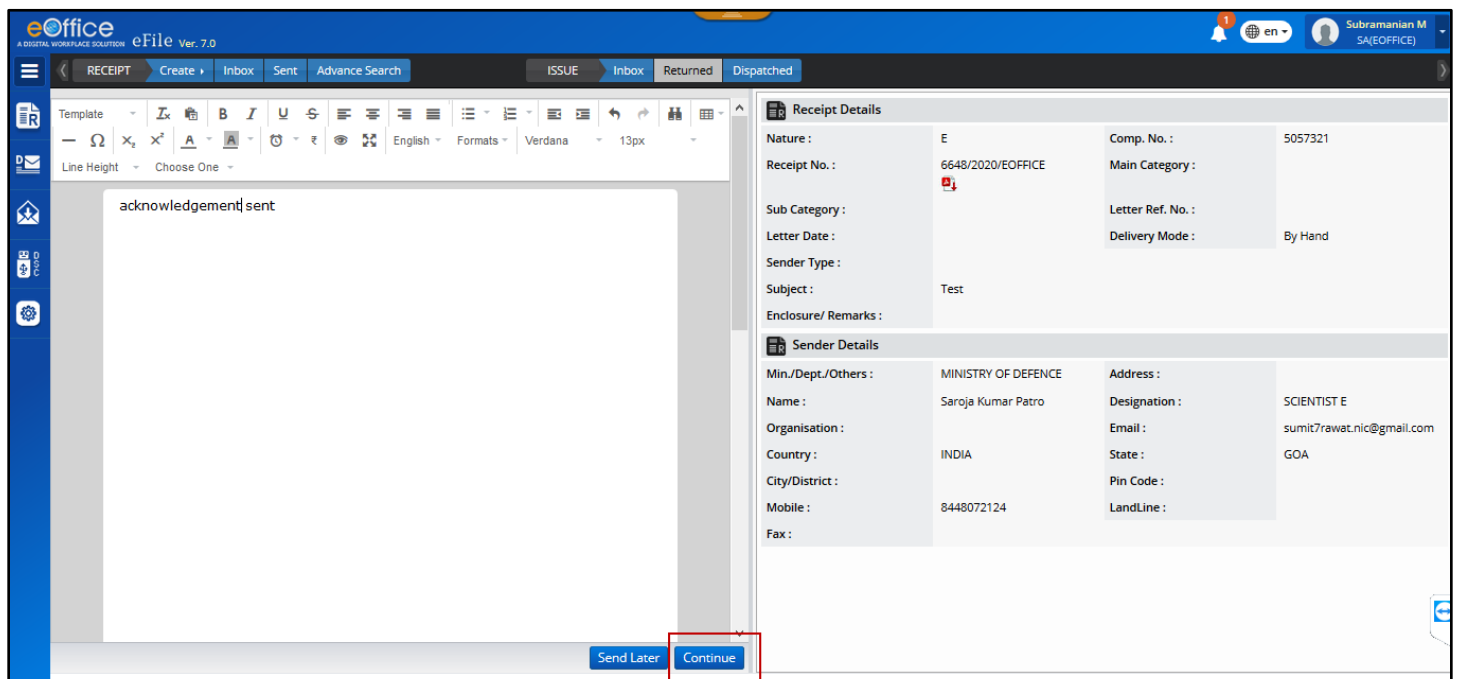 eOffice
A DIGITAL WORKPLACE SOLUTION eFile Ver. 7.0
1
en
Subramanian M
SA(EOFFICE)
RECEIPT Create Inbox Sent Advance Search ISSUE Inbox Returned Dispatched
Template B I U S
Ω X₂ X² A A ₹ English Formats Verdana 13px
Line Height Choose One
acknowledgement sent
Send Later Continue
R
D
DSC
Receipt Details
Nature : E Comp. No. : 5057321
Receipt No. : 6648/2020/EOFFICE Main Category :
Sub Category : Letter Ref. No. :
Letter Date : Delivery Mode : By Hand
Sender Type :
Subject : Test
Enclosure/ Remarks :
Sender Details
Min./Dept./Others : MINISTRY OF DEFENCE Address :
Name : Saroja Kumar Patro Designation : SCIENTIST E
Organisation : Email : sumit7rawat.nic@gmail.com
Country : INDIA State : GOA
City/District : Pin Code :
Mobile : 8448072124 LandLine :
Fax :